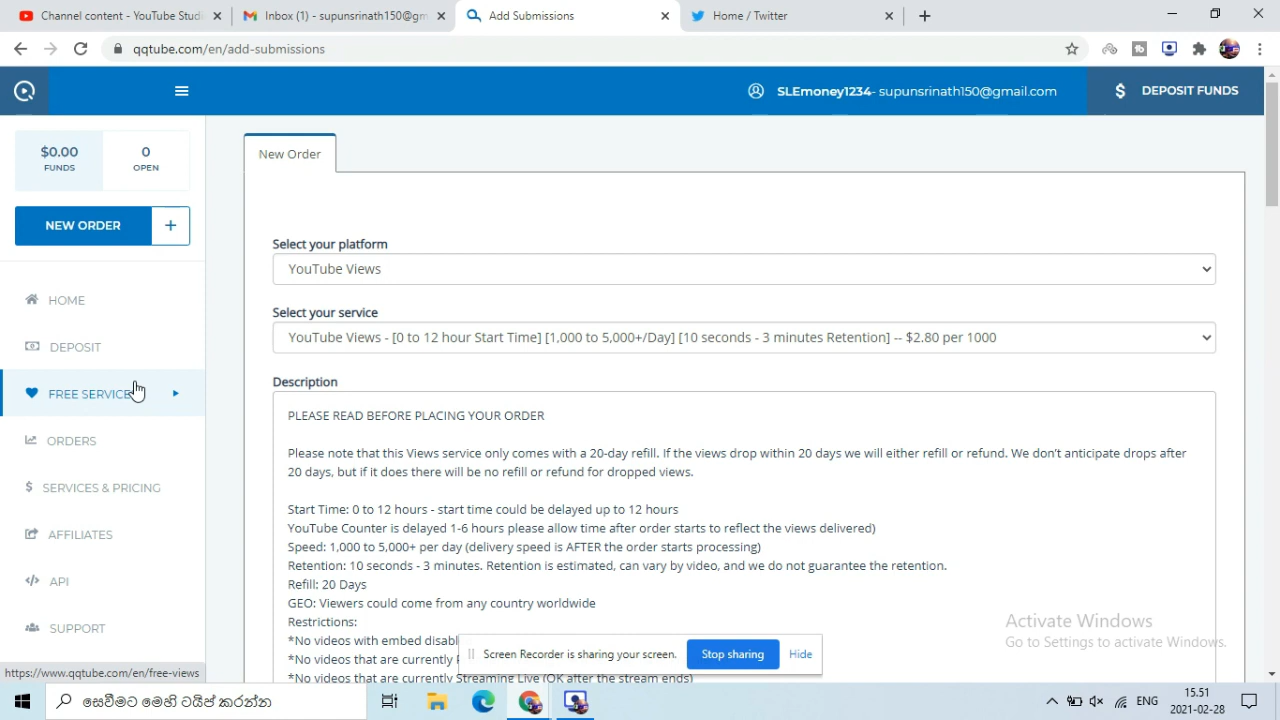 Channel content - YouTube Studi
Inbox (1) - supunsrinath150@gm
Add Submissions
Home / Twitter
qqtube.com/en/add-submissions
SLEmoney1234- supunsrinath150@gmail.com
$ DEPOSIT FUNDS
$0.00
FUNDS
0
OPEN
NEW ORDER +
HOME
DEPOSIT
FREE SERVICE
ORDERS
$ SERVICES & PRICING
AFFILIATES
</> API
SUPPORT
https://www.qqtube.com/en/free-views
New Order
Select your platform
YouTube Views
Select your service
YouTube Views - [0 to 12 hour Start Time] [1,000 to 5,000+/Day] [10 seconds - 3 minutes Retention] -- $2.80 per 1000
Description
PLEASE READ BEFORE PLACING YOUR ORDER
Please note that this Views service only comes with a 20-day refill. If the views drop within 20 days we will either refill or refund. We don't anticipate drops after
20 days, but if it does there will be no refill or refund for dropped views.
Start Time: 0 to 12 hours - start time could be delayed up to 12 hours
YouTube Counter is delayed 1-6 hours please allow time after order starts to reflect the views delivered)
Speed: 1,000 to 5,000+ per day (delivery speed is AFTER the order starts processing)
Retention: 10 seconds - 3 minutes. Retention is estimated, can vary by video, and we do not guarantee the retention.
Refill: 20 Days
GEO: Viewers could come from any country worldwide
Restrictions:
*No videos with embed disabl
*No videos that are currently
*No videos that are currently Streaming Live (OK after the stream ends)
Screen Recorder is sharing your screen.
Stop sharing
Hide
Activate Windows
Go to Settings to activate Windows.
සෙවීමට මෙහි ටයිප් කරන්න
ENG
15.51
2021-02-28